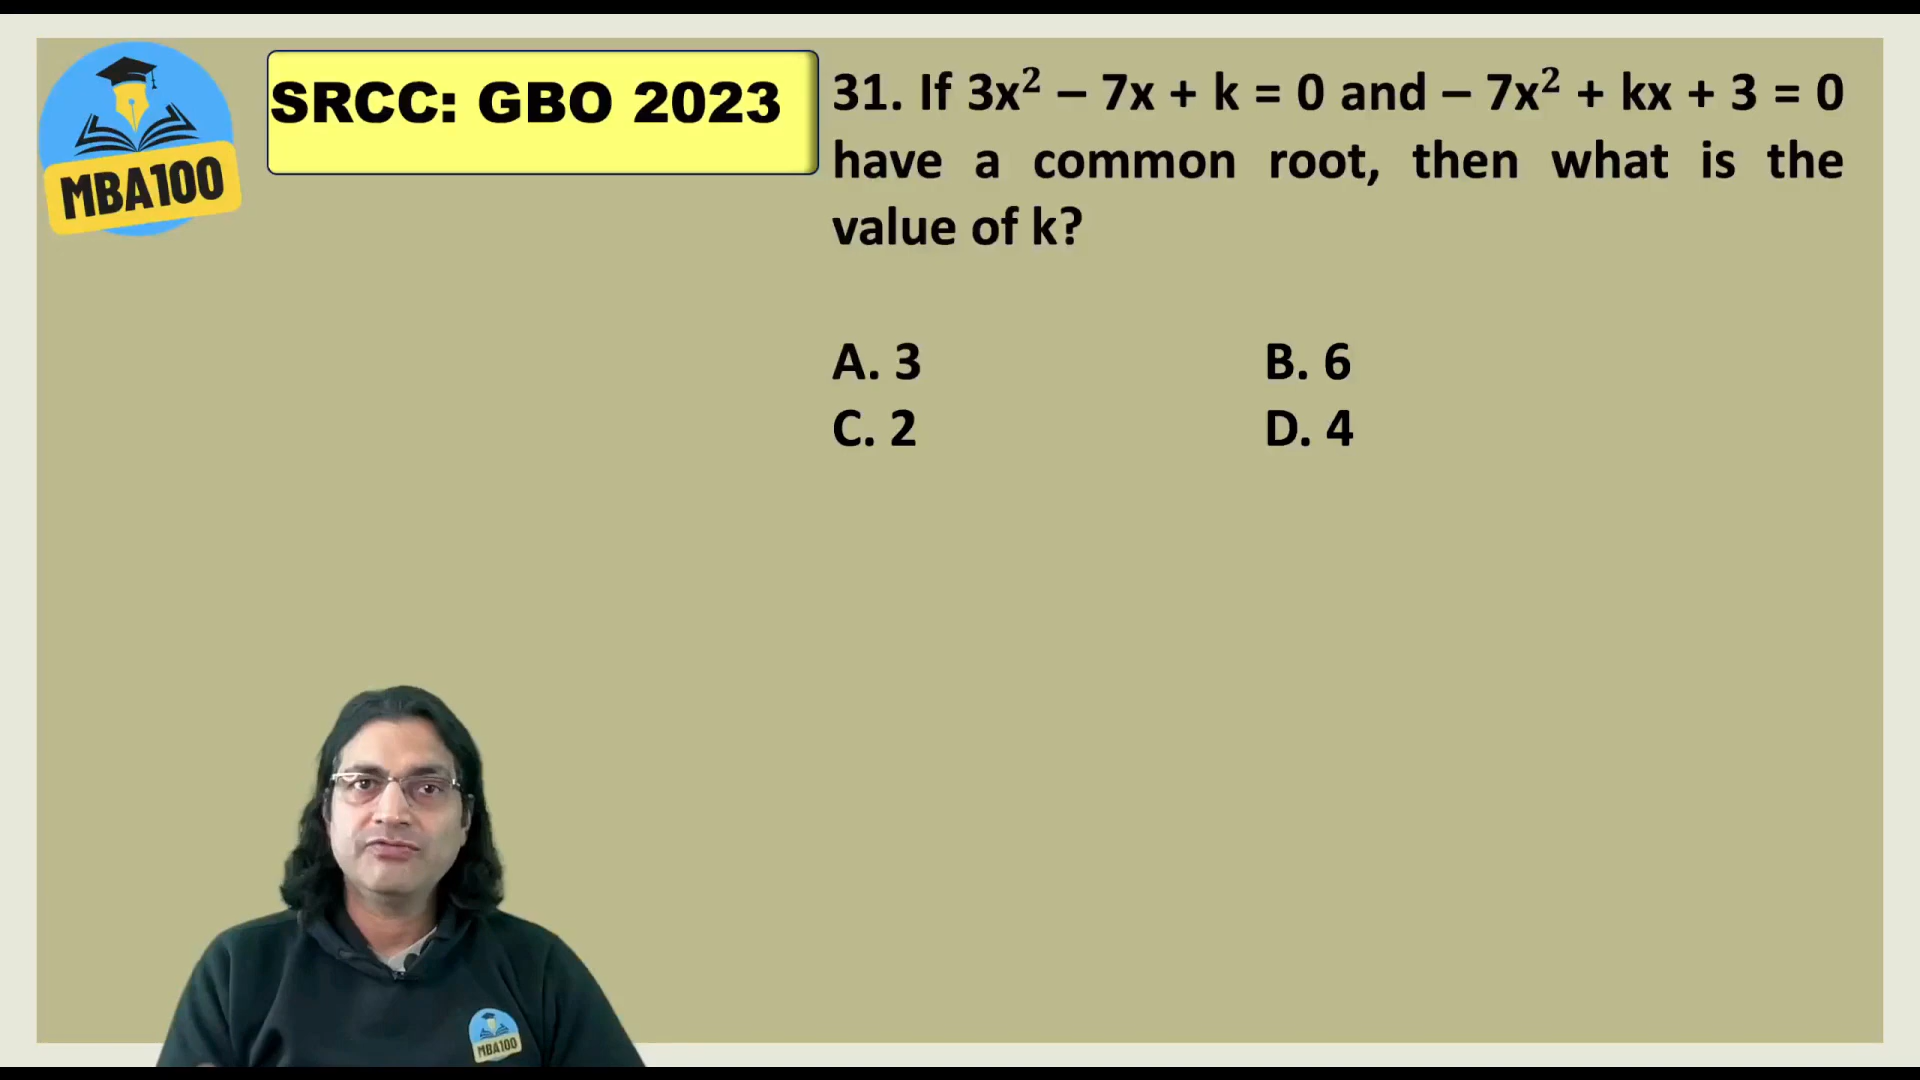 MBA100
SRCC: GBO 2023
31. If 3x² – 7x + k = 0 and – 7x² + kx + 3 = 0
have a common root, then what is the
value of k?
A. 3 B. 6
C. 2 D. 4
MBA100